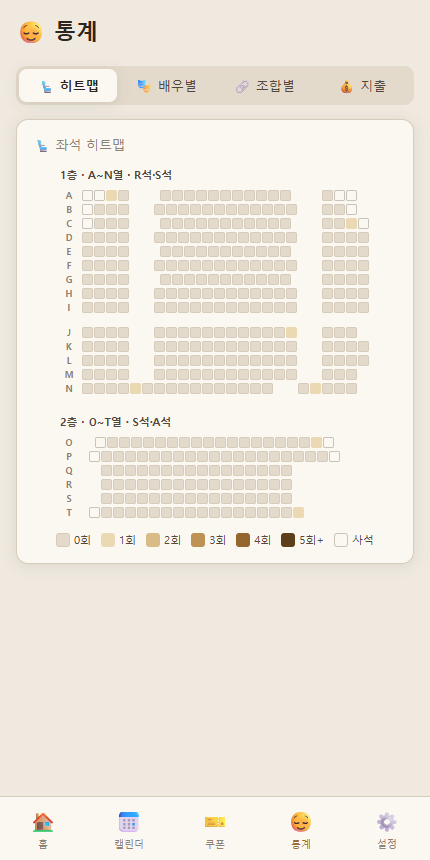 통계
히트맵 배우별 조합별 지출
좌석 히트맵
1층 · A~N열 · R석·S석
A
B
C
D
E
F
G
H
I
J
K
L
M
N
2층 · O~T열 · S석·A석
O
P
Q
R
S
T
0회 1회 2회 3회 4회 5회+ 사석
홈 캘린더 쿠폰 통계 설정